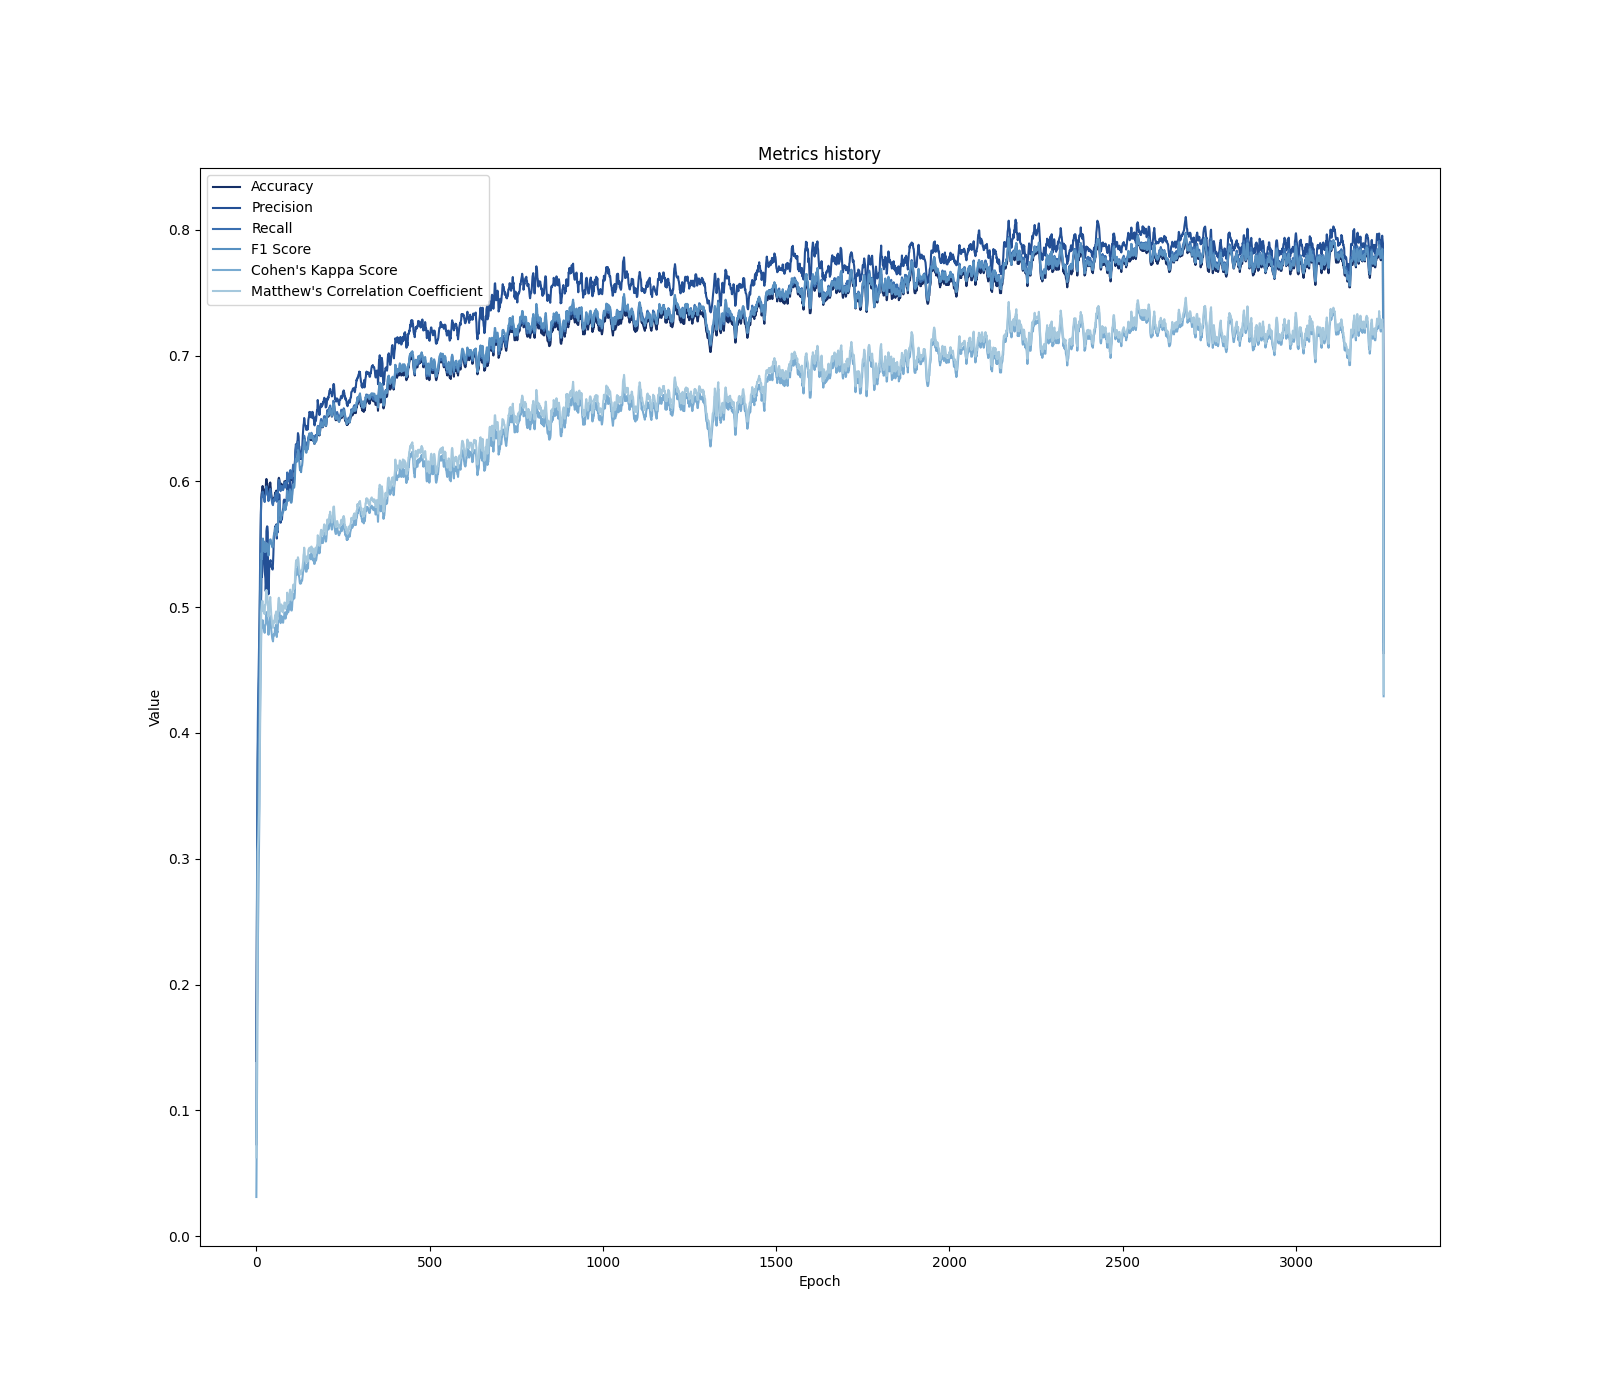 Metrics history
Accuracy
Precision
Recall
F1 Score
Cohen's Kappa Score
Matthew's Correlation Coefficient
0.8
0.7
0.6
0.5
0.4
0.3
0.2
0.1
0.0
Value
0 500 1000 1500 2000 2500 3000
Epoch